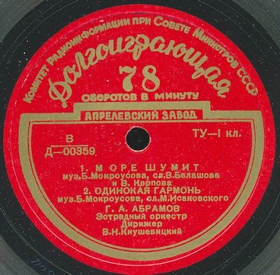 КОМИТЕТ РАДИОИНФОРМАЦИИ ПРИ СОВЕТЕ МИНИСТРОВ СССР
Долгоиграющая
78
ОБОРОТОВ В МИНУТУ
АПРЕЛЕВСКИЙ ЗАВОД
В
Д—00359
ТУ—I кл.
1. МОРЕ ШУМИТ
муз. Б. Мокроусова, сл. В. Белашова
и В. Карпова
2. ОДИНОКАЯ ГАРМОНЬ
муз. Б. Мокроусове, сл. М. Исаковского
Г. А. АБРАМОВ
Эстрадный оркестр
Дирижер
В. Н. Кнушевицкий